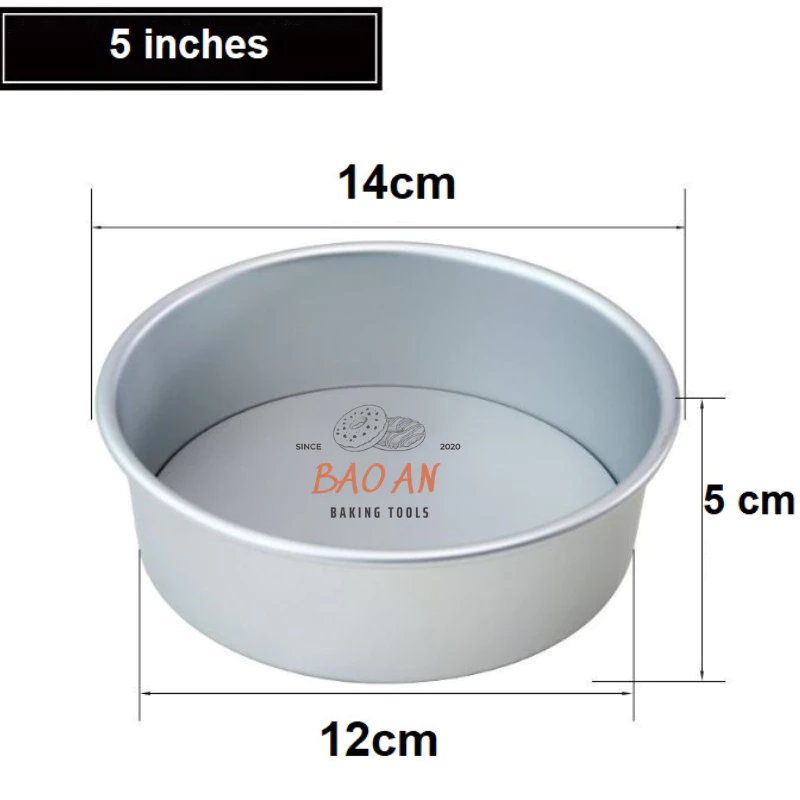 5 inches
14cm
SINCE 2020
BAO AN
BAKING TOOLS
5 cm
12cm